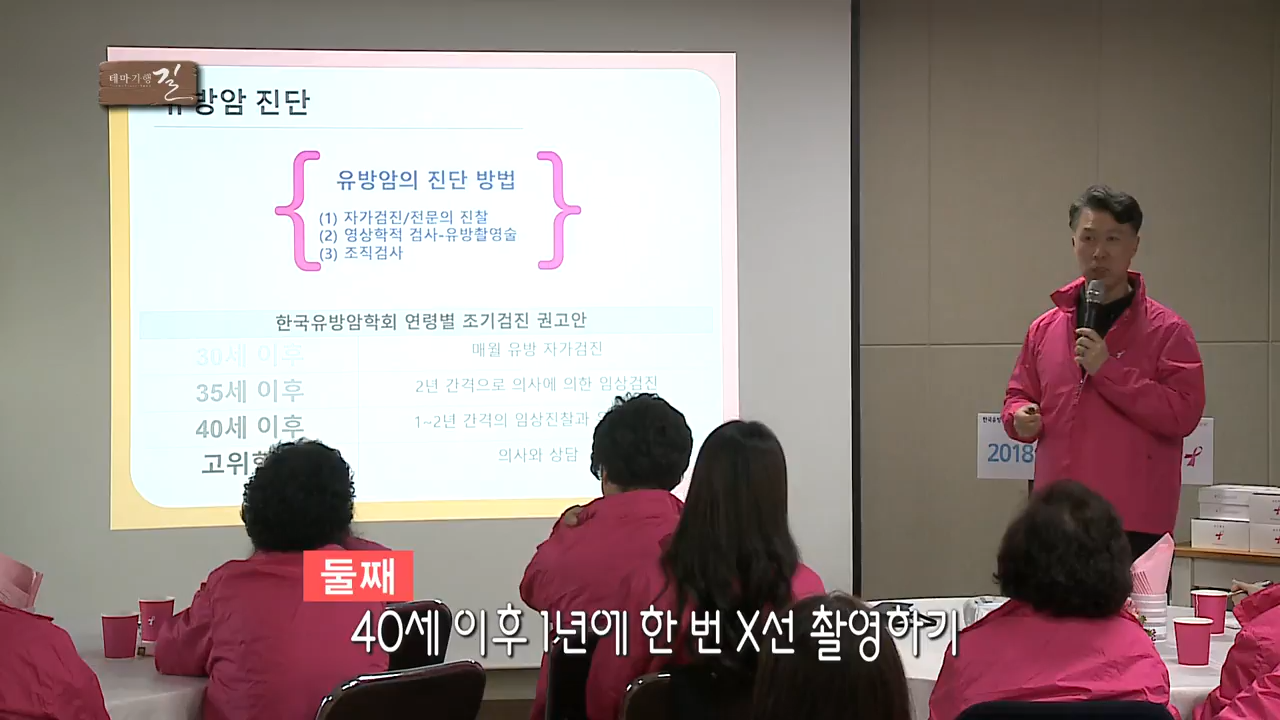 테마기행 길
유방암 진단
유방암의 진단 방법
(1) 자가검진/전문의 진찰
(2) 영상학적 검사-유방촬영술
(3) 조직검사
한국유방암학회 연령별 조기검진 권고안
30세 이후 매월 유방 자가검진
35세 이후 2년 간격으로 의사에 의한 임상검진
40세 이후 1~2년 간격의 임상진찰과
고위험 의사와 상담
2018
둘째
40세 이후 1년에 한 번 X선 촬영하기